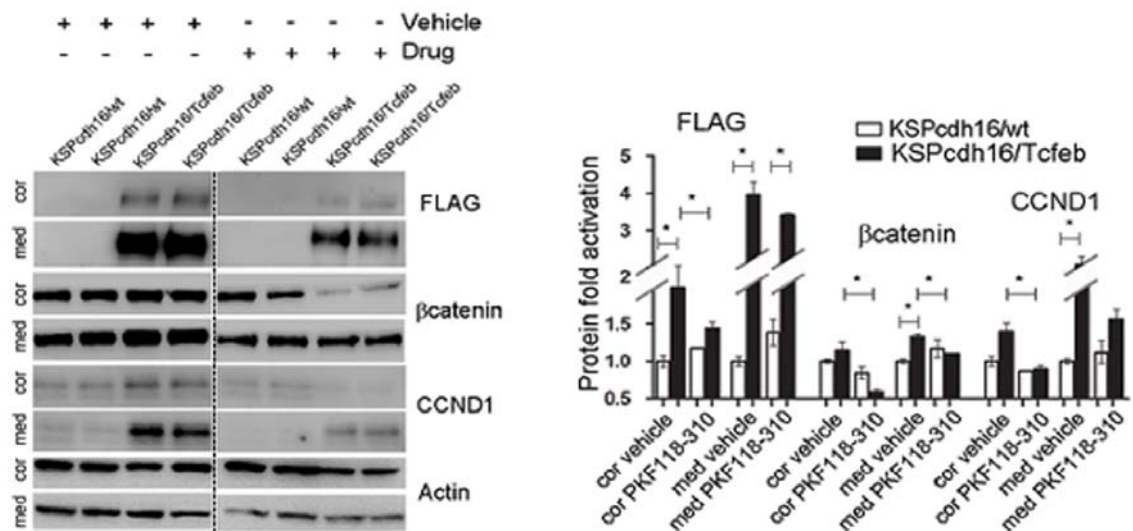 + + + + - - - - Vehicle
- - - - + + + + Drug
KSPcdh16/wt
KSPcdh16/wt
KSPcdh16/Tcfeb
KSPcdh16/Tcfeb
KSPcdh16/wt
KSPcdh16/wt
KSPcdh16/Tcfeb
KSPcdh16/Tcfeb
cor
med
FLAG
cor
med
βcatenin
cor
med
CCND1
cor
med
Actin
KSPcdh16/wt
KSPcdh16/Tcfeb
FLAG
βcatenin
CCND1
Protein fold activation
5
4
3
2
1.5
1.0
0.5
* * * *
* * *
* *
cor vehicle
cor PKF118-310
med vehicle
med PKF118-310
cor vehicle
cor PKF118-310
med vehicle
med PKF118-310
cor vehicle
cor PKF118-310
med vehicle
med PKF118-310